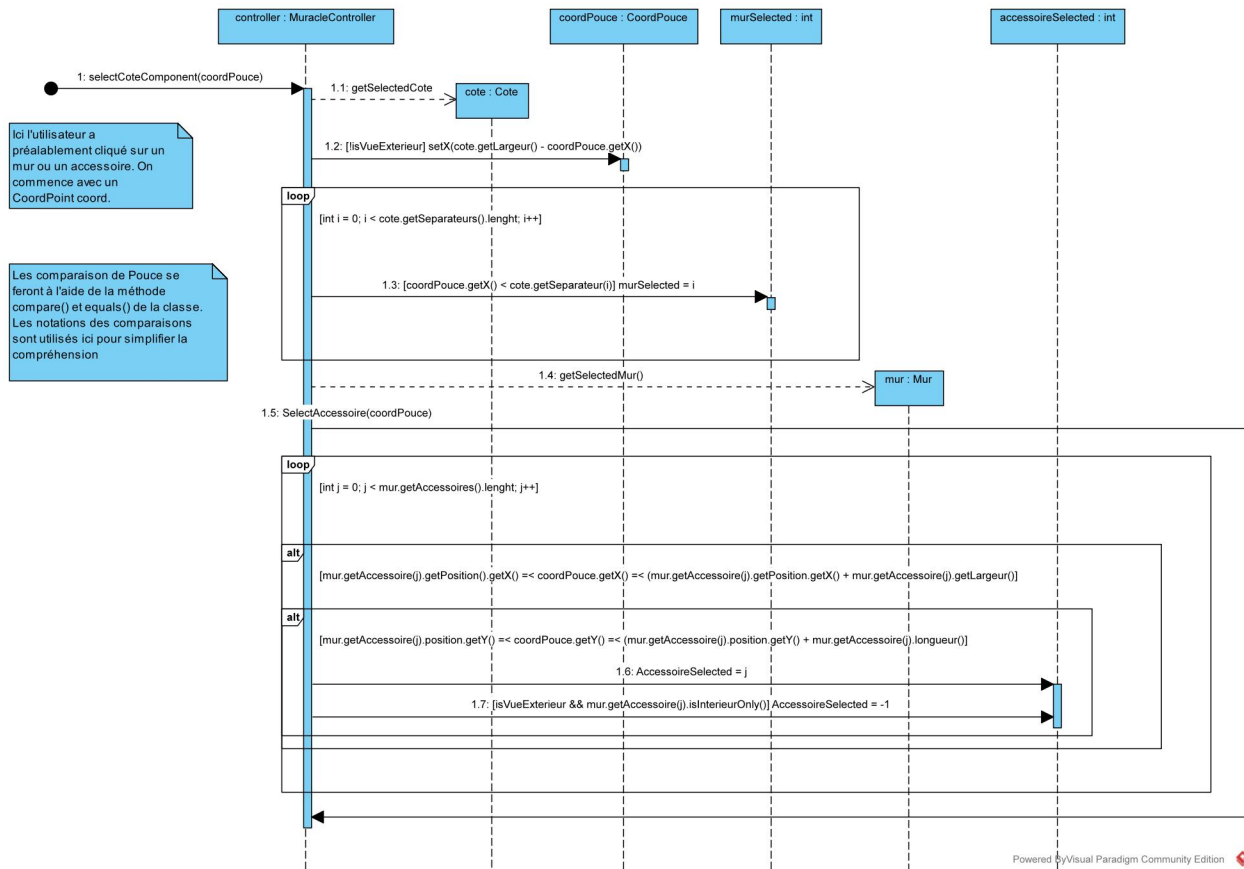 controller : MuracleController
coordPouce : CoordPouce
murSelected : int
accessoireSelected : int
1: selectCoteComponent(coordPouce)
1.1: getSelectedCote
cote : Cote
Ici l'utilisateur a
préalablement cliqué sur un
mur ou un accessoire. On
commence avec un
CoordPoint coord.
1.2: [!isVueExterieur] setX(cote.getLargeur() - coordPouce.getX())
loop
[int i = 0; i < cote.getSeparateurs().lenght; i++]
Les comparaison de Pouce se
feront à l'aide de la méthode
compare() et equals() de la classe.
Les notations des comparaisons
sont utilisés ici pour simplifier la
compréhension
1.3: [coordPouce.getX() < cote.getSeparateur(i)] murSelected = i
1.4: getSelectedMur()
mur : Mur
1.5: SelectAccessoire(coordPouce)
loop
[int j = 0; j < mur.getAccessoires().lenght; j++]
alt
[mur.getAccessoire(j).getPosition().getX() =< coordPouce.getX() =< (mur.getAccessoire(j).getPosition.getX() + mur.getAccessoire(j).getLargeur()]
alt
[mur.getAccessoire(j).position.getY() =< coordPouce.getY() =< (mur.getAccessoire(j).position.getY() + mur.getAccessoire(j).longueur()]
1.6: AccessoireSelected = j
1.7: [isVueExterieur && mur.getAccessoire(j).isInterieurOnly()] AccessoireSelected = -1
Powered ByVisual Paradigm Community Edition